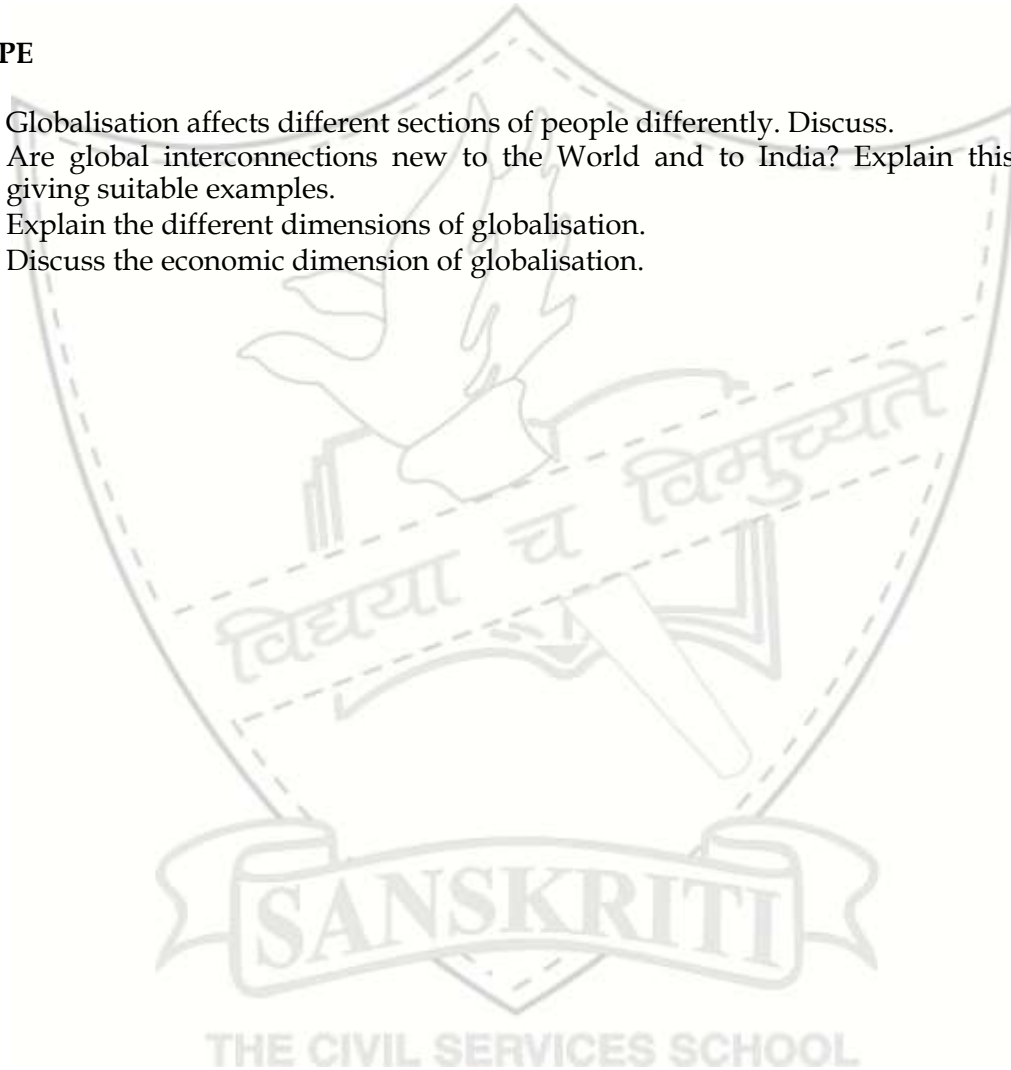 PE
Globalisation affects different sections of people differently. Discuss.
Are global interconnections new to the World and to India? Explain this
giving suitable examples.
Explain the different dimensions of globalisation.
Discuss the economic dimension of globalisation.
विद्यया च विमुच्यते
SANSKRITI
THE CIVIL SERVICES SCHOOL